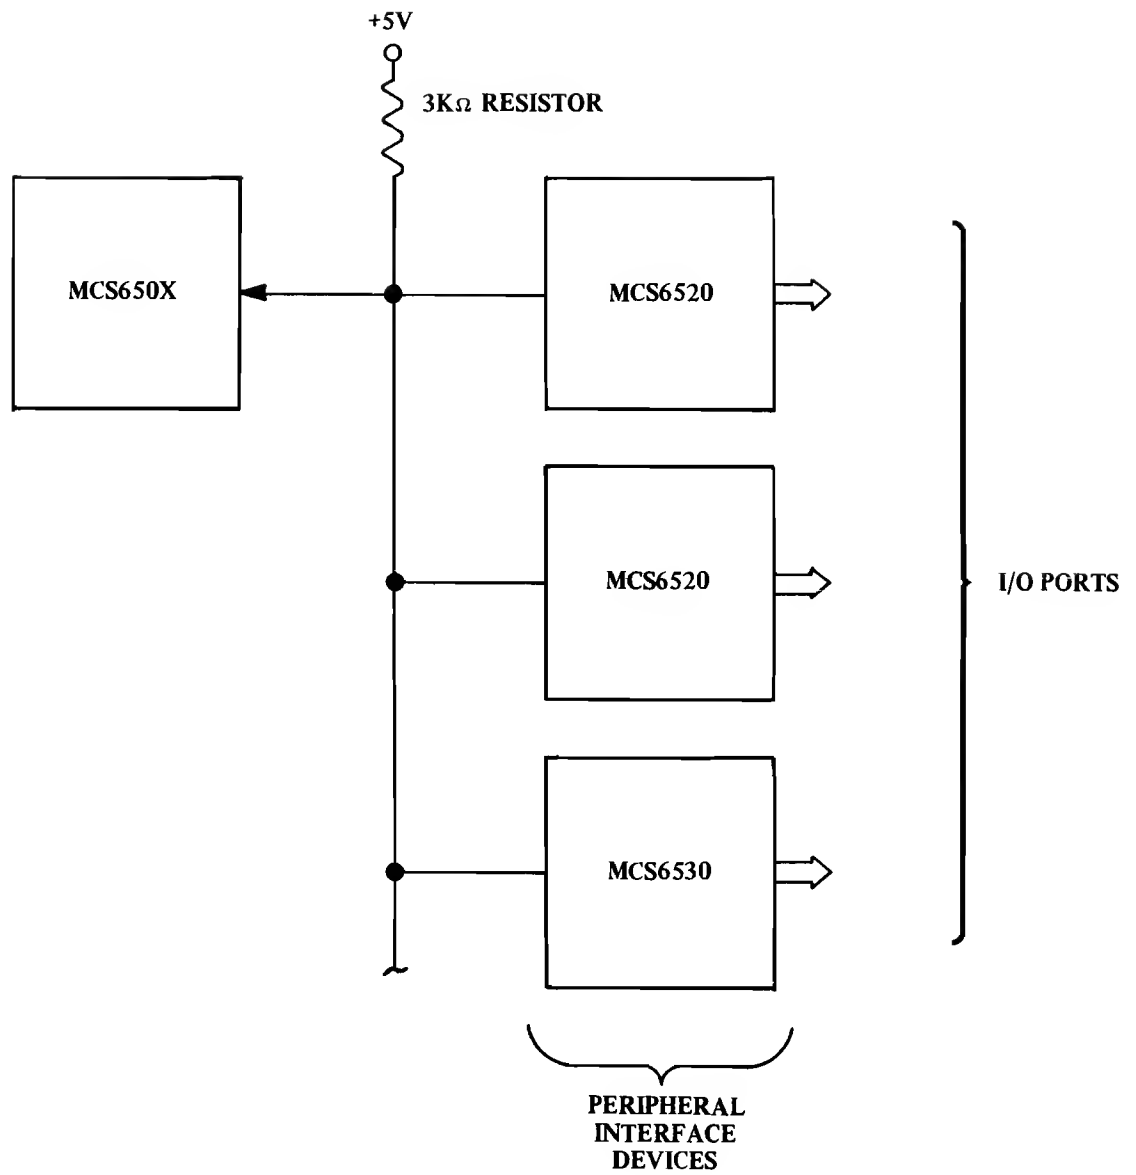 +5V
3KΩ RESISTOR
MCS650X
MCS6520
MCS6520
I/O PORTS
MCS6530
PERIPHERAL
INTERFACE
DEVICES